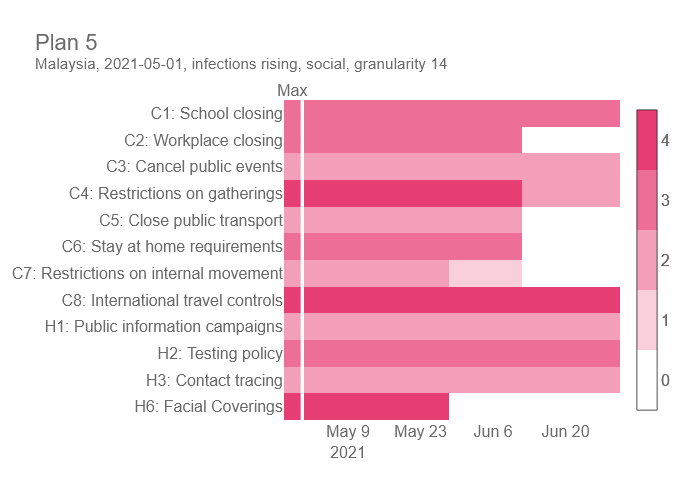 Plan 5
Malaysia, 2021-05-01, infections rising, social, granularity 14
Max
C1: School closing
C2: Workplace closing
C3: Cancel public events
C4: Restrictions on gatherings
C5: Close public transport
C6: Stay at home requirements
C7: Restrictions on internal movement
C8: International travel controls
H1: Public information campaigns
H2: Testing policy
H3: Contact tracing
H6: Facial Coverings
May 9 May 23 Jun 6 Jun 20
2021
4
3
2
1
0